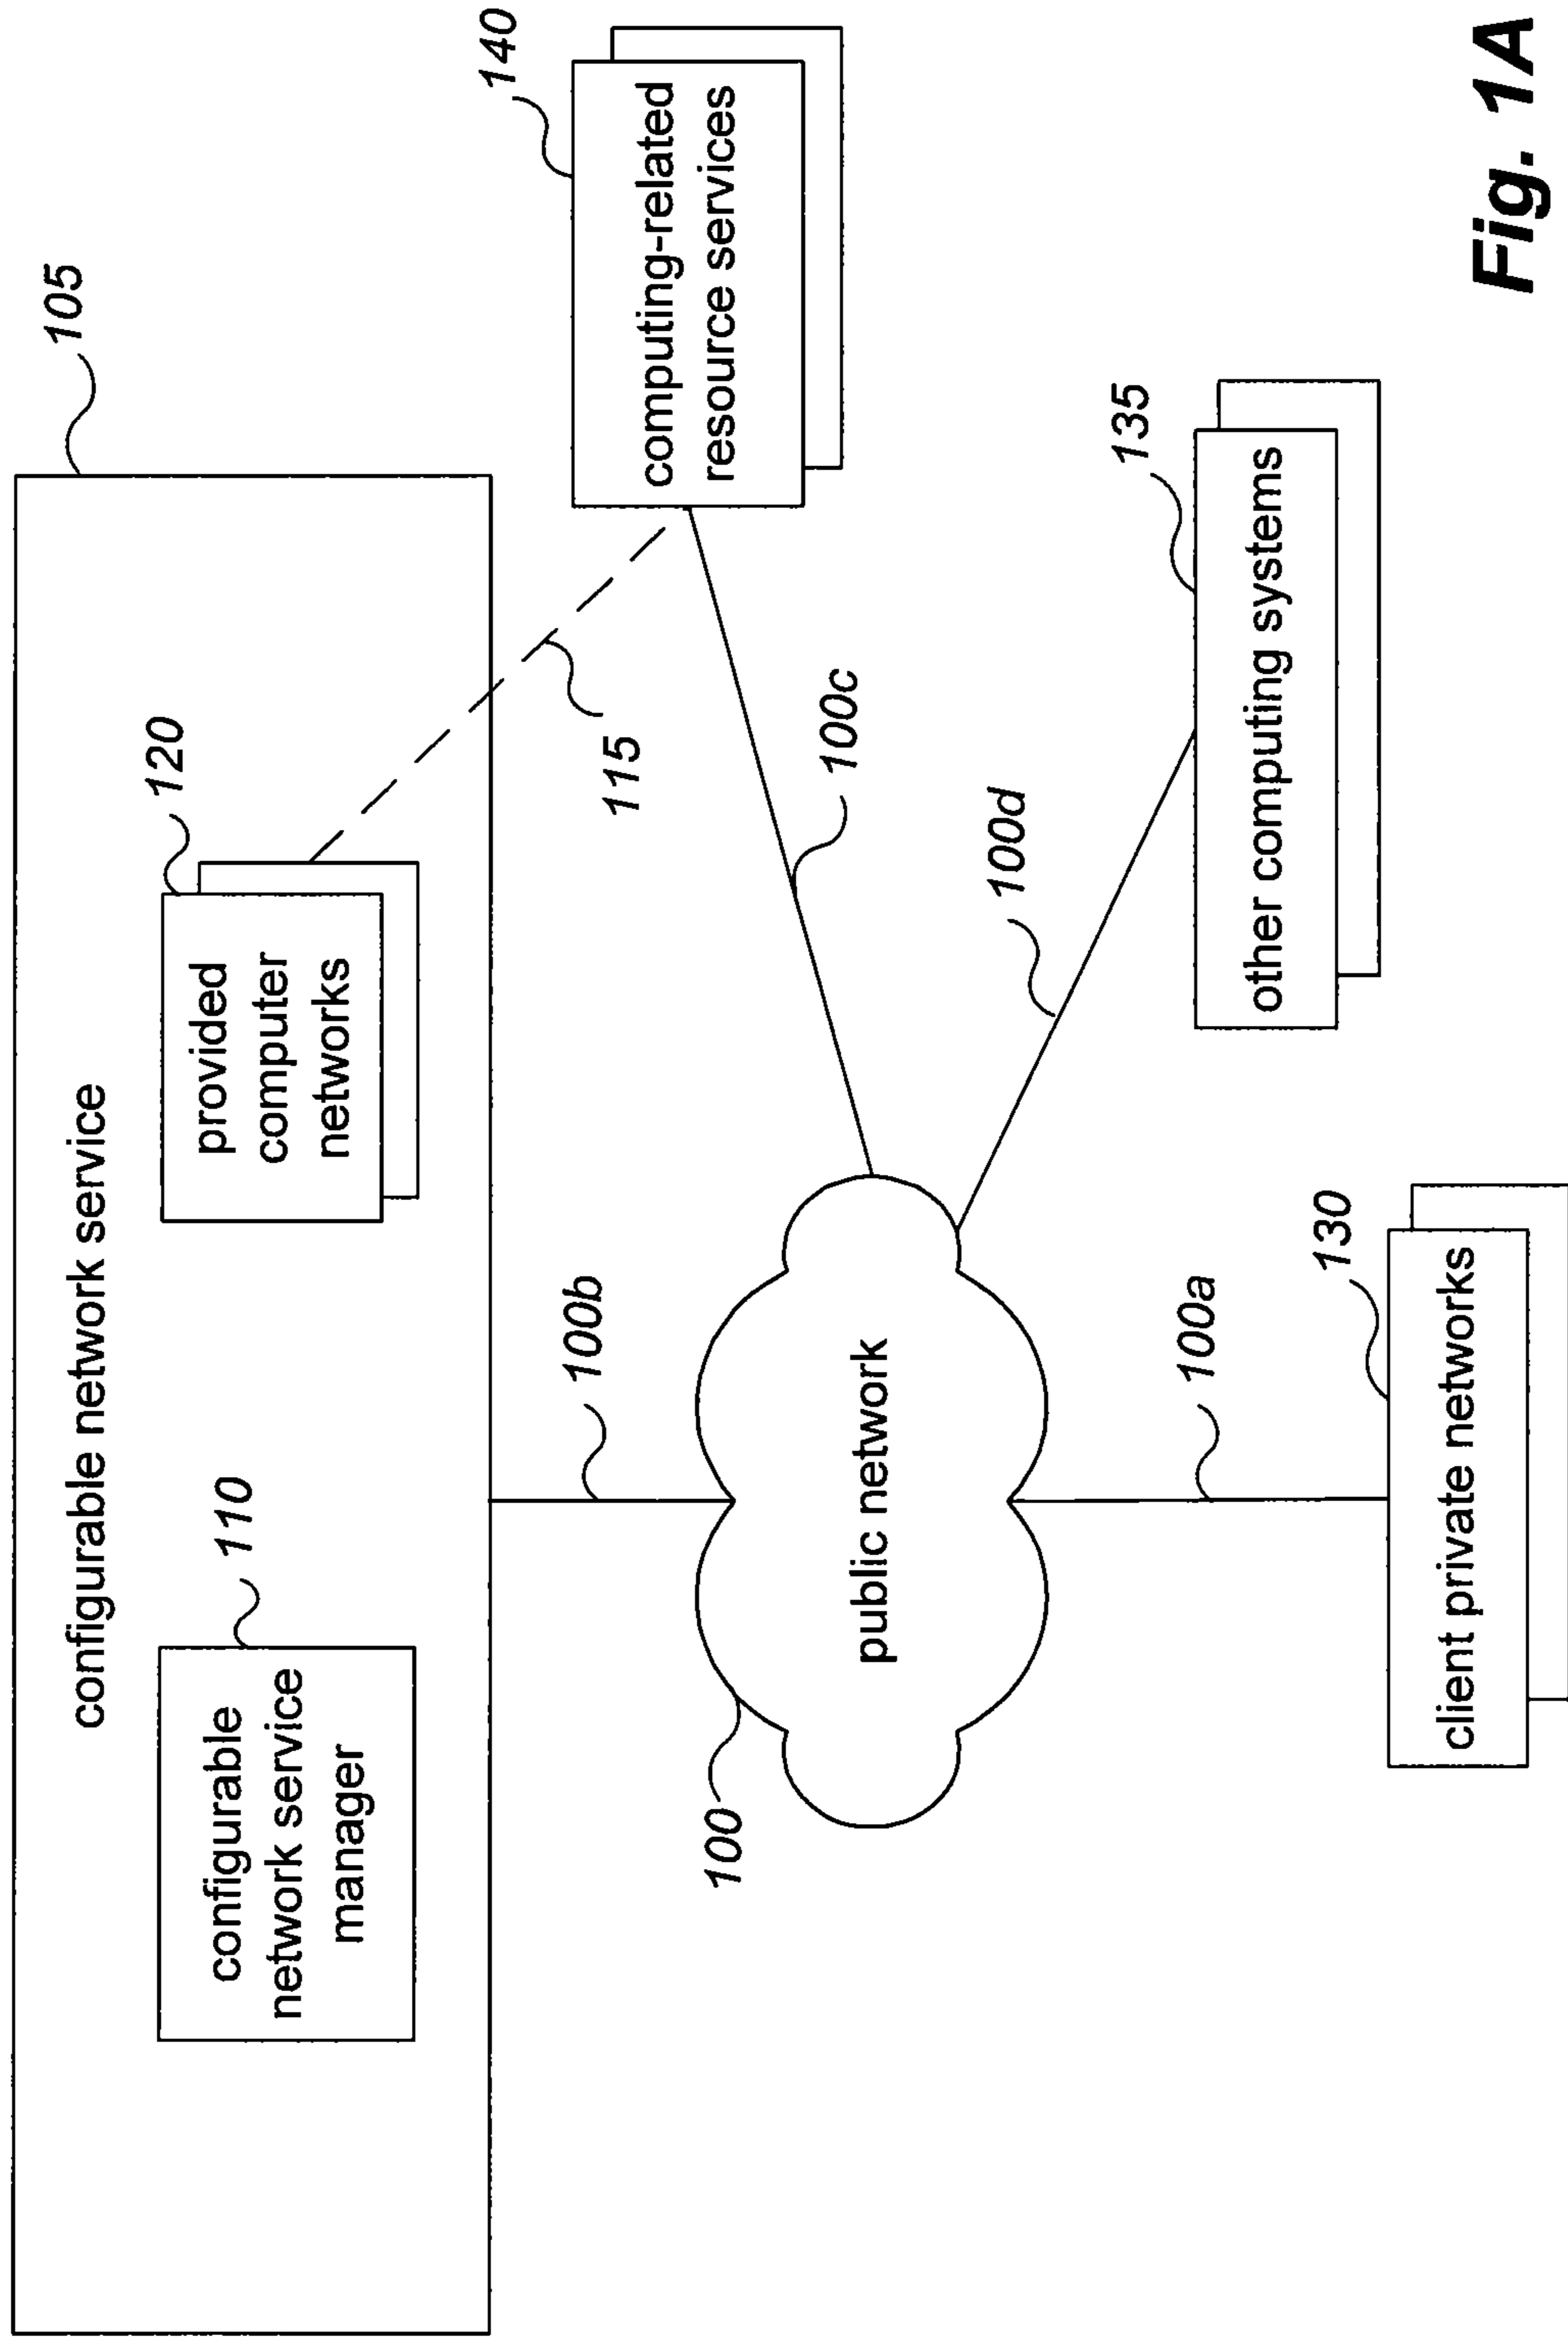 configurable network service
105
110
configurable
network service
manager
120
provided
computer
networks
115
140
computing-related
resource services
100b
100
public network
100c
100d
100a
130
client private networks
135
other computing systems
Fig. 1A